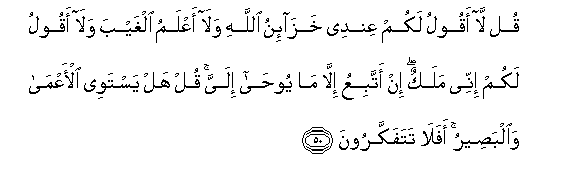 قُل لَّآ أَقُولُ لَكُمْ عِندِى خَزَآئِنُ ٱللَّهِ وَلَآ أَعْلَمُ ٱلْغَيْبَ وَلَآ أَقُولُ
لَكُمْ إِنِّى مَلَكٌ ۖ إِنْ أَتَّبِعُ إِلَّا مَا يُوحَىٰٓ إِلَىَّ ۚ قُلْ هَلْ يَسْتَوِى ٱلْأَعْمَىٰ
وَٱلْبَصِيرُ ۚ أَفَلَا تَتَفَكَّرُونَ ﴿٥٠﴾